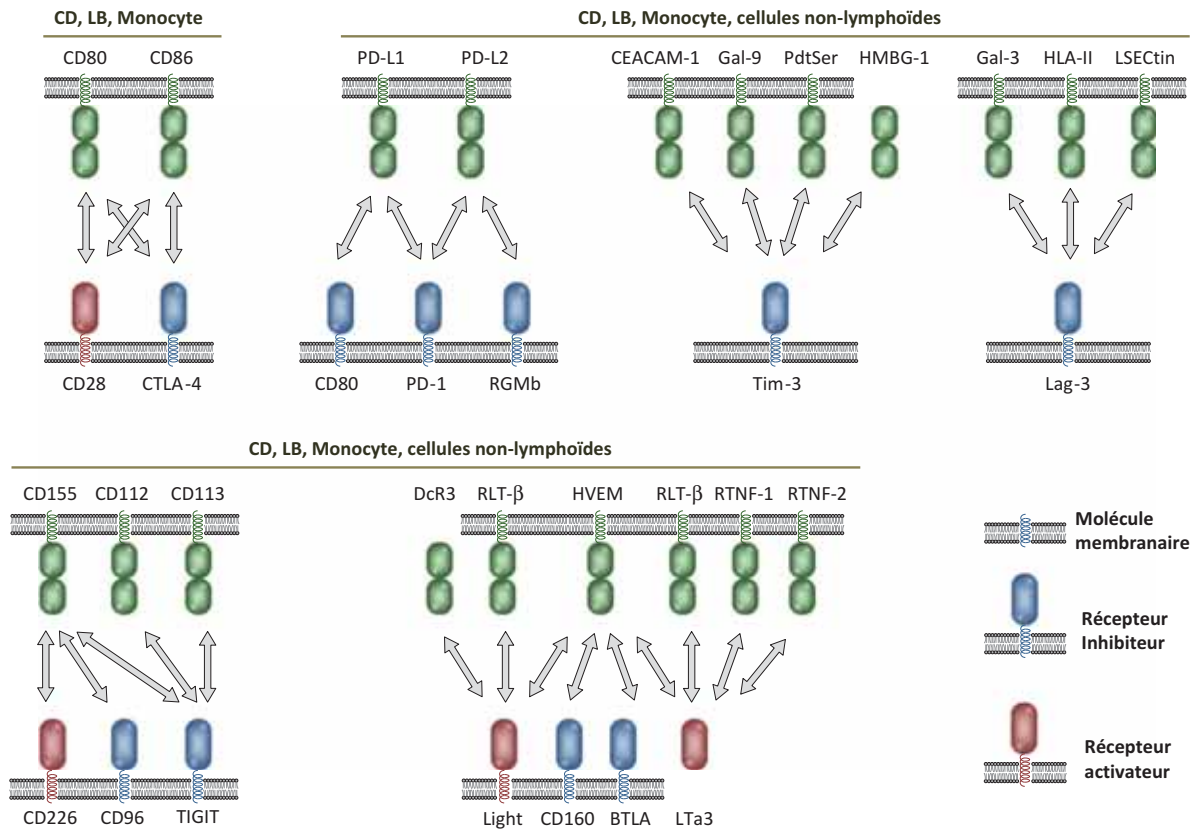 CD, LB, Monocyte
CD, LB, Monocyte, cellules non-lymphoïdes
CD80 CD86
PD-L1 PD-L2
CEACAM-1 Gal-9 PdtSer HMBG-1
Gal-3 HLA-II LSECtin
CD28 CTLA-4
CD80 PD-1 RGMb
Tim-3
Lag-3
CD, LB, Monocyte, cellules non-lymphoïdes
CD155 CD112 CD113
DcR3 RLT-β HVEM RLT-β RTNF-1 RTNF-2
CD226 CD96 TIGIT
Light CD160 BTLA LTa3
Molécule
membranaire
Récepteur
Inhibiteur
Récepteur
activateur